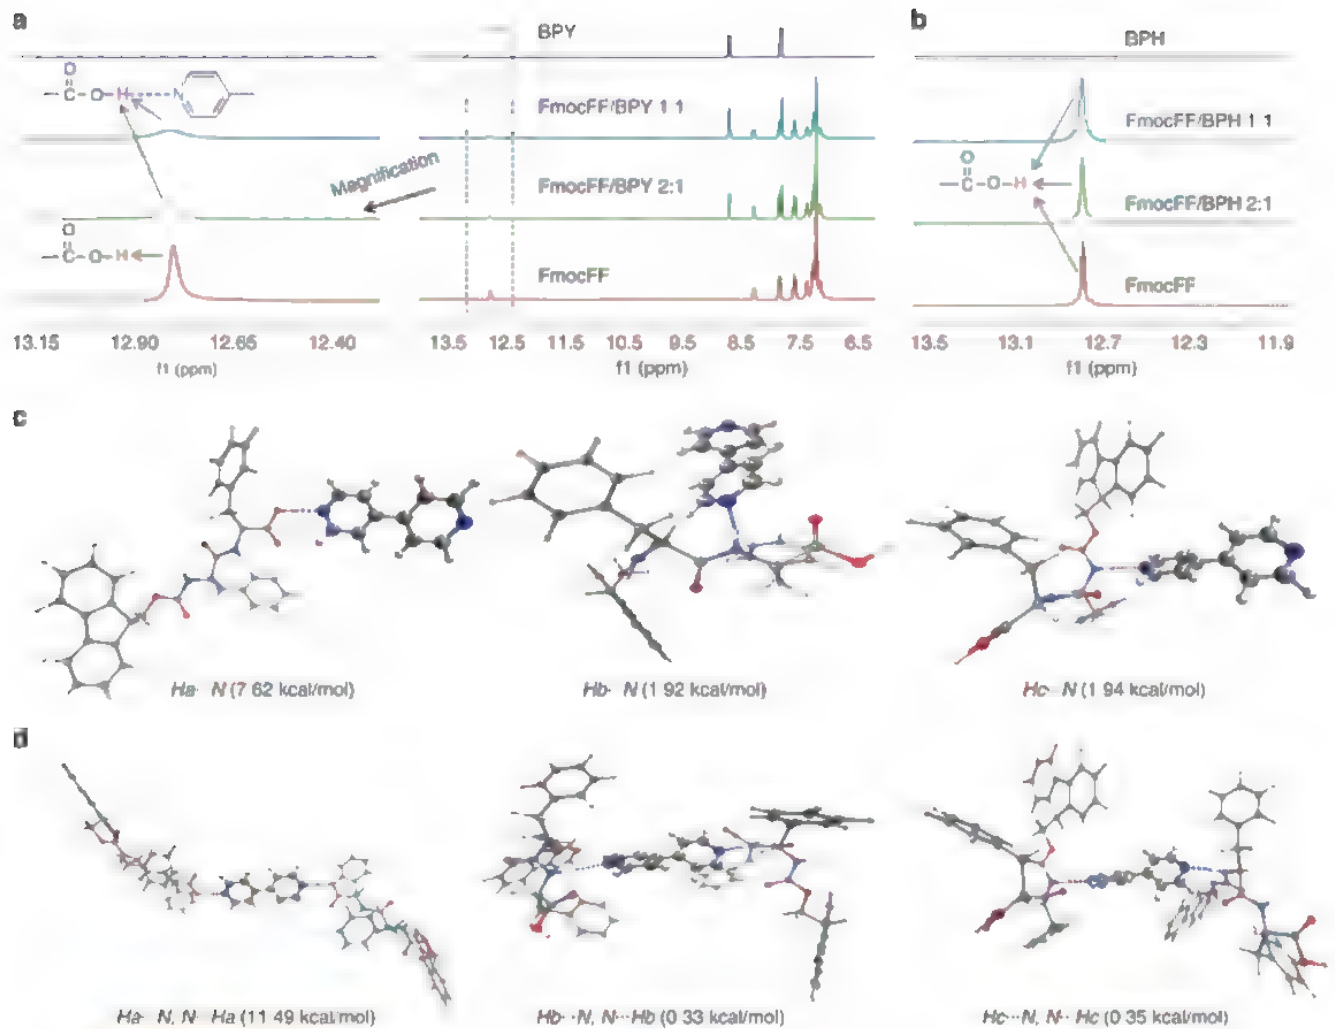 a
BPY
O
C-O-H N
FmocFF/BPY 1 1
Magnification
FmocFF/BPY 2:1
O
C-O-H
FmocFF
13.15 12.90 12.65 12.40
f1 (ppm)
13.5 12.5 11.5 10.5 9.5 8.5 7.5 6.5
f1 (ppm)
b
BPH
FmocFF/BPH 1 1
O
C-O-H
FmocFF/BPH 2:1
FmocFF
13.5 13.1 12.7 12.3 11.9
f1 (ppm)
c
Ha N (7 62 kcal/mol)
Hb N (1 92 kcal/mol)
Hc N (1 94 kcal/mol)
d
Ha N, N Ha (11 49 kcal/mol)
Hb··N, N···Hb (0 33 kcal/mol)
Hc···N, N··Hc (0 35 kcal/mol)